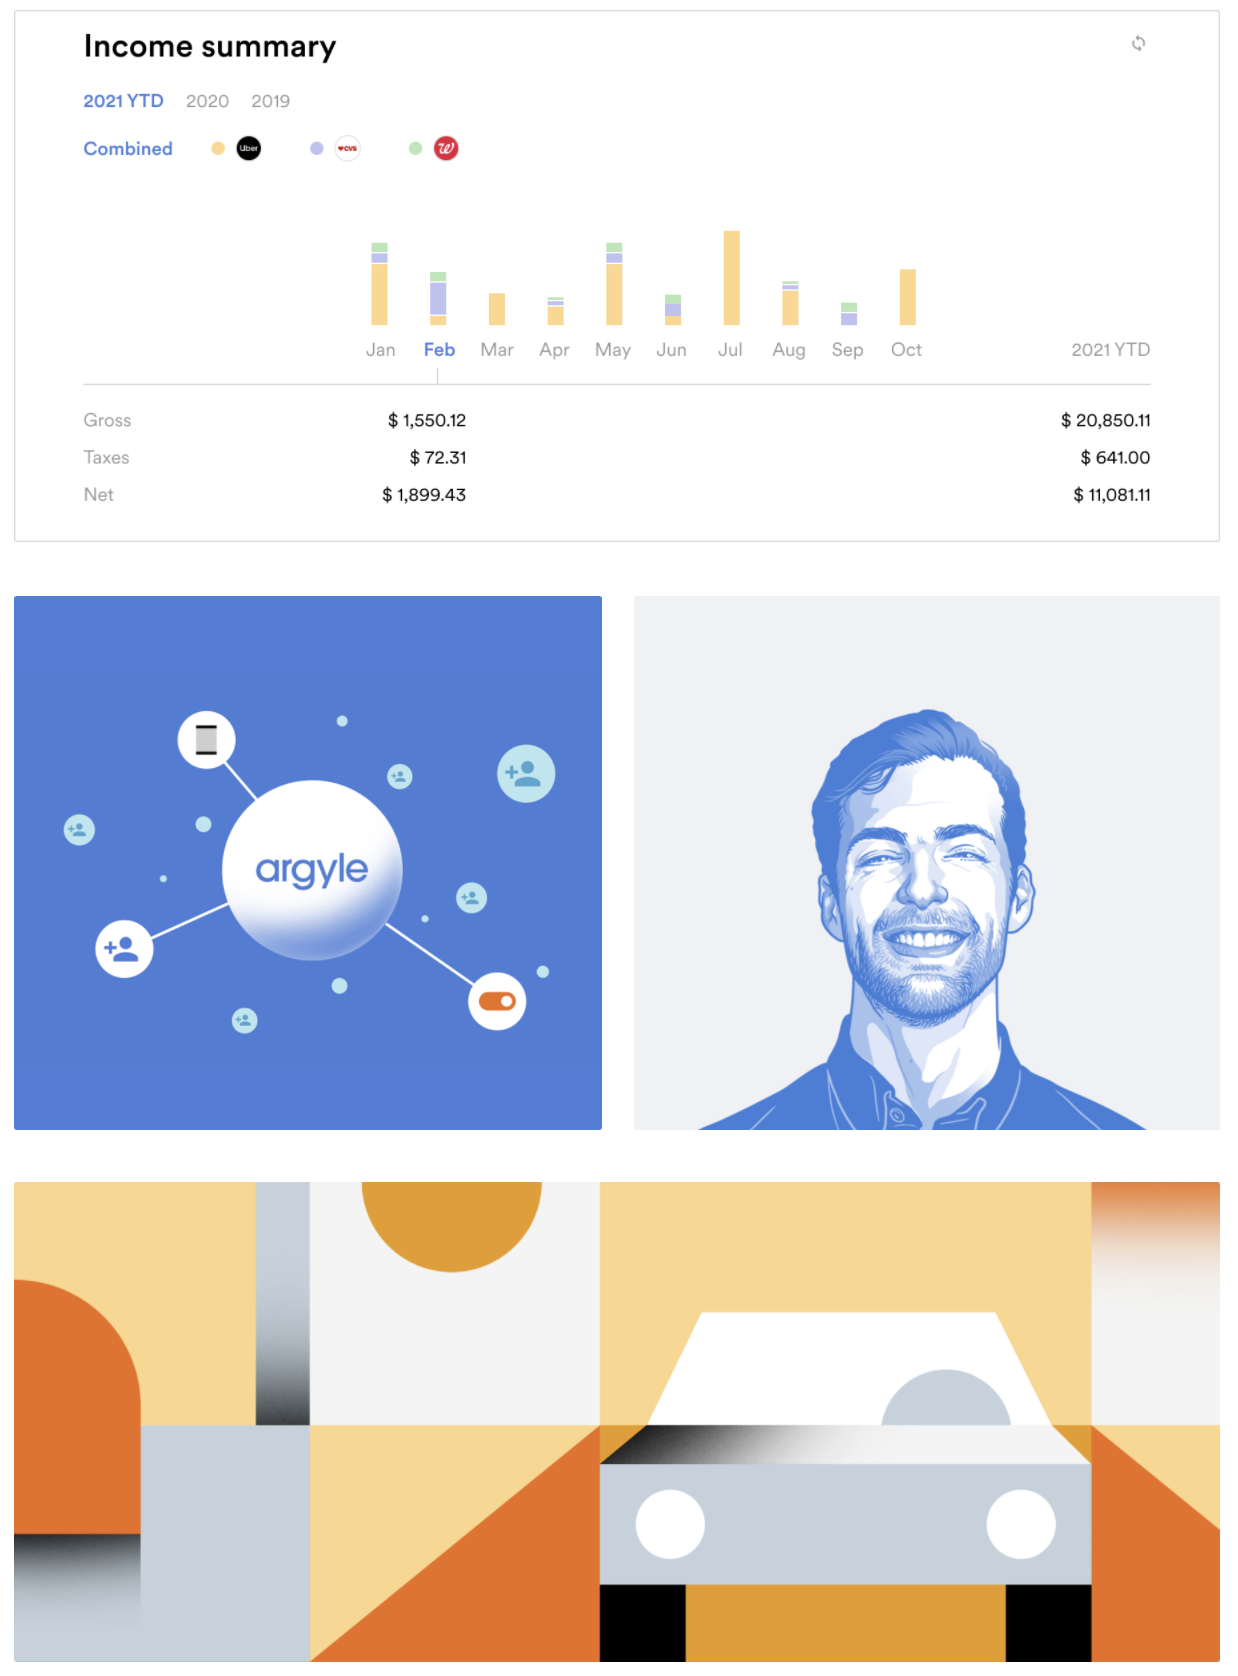 Income summary
2021 YTD 2020 2019
Combined Uber CVS W
Jan Feb Mar Apr May Jun Jul Aug Sep Oct 2021 YTD
Gross $ 1,550.12 $ 20,850.11
Taxes $ 72.31 $ 641.00
Net $ 1,899.43 $ 11,081.11
argyle